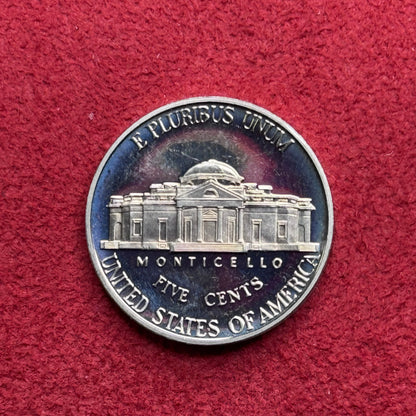 E PLURIBUS UNUM
MONTICELLO
FIVE CENTS
UNITED STATES OF AMERICA